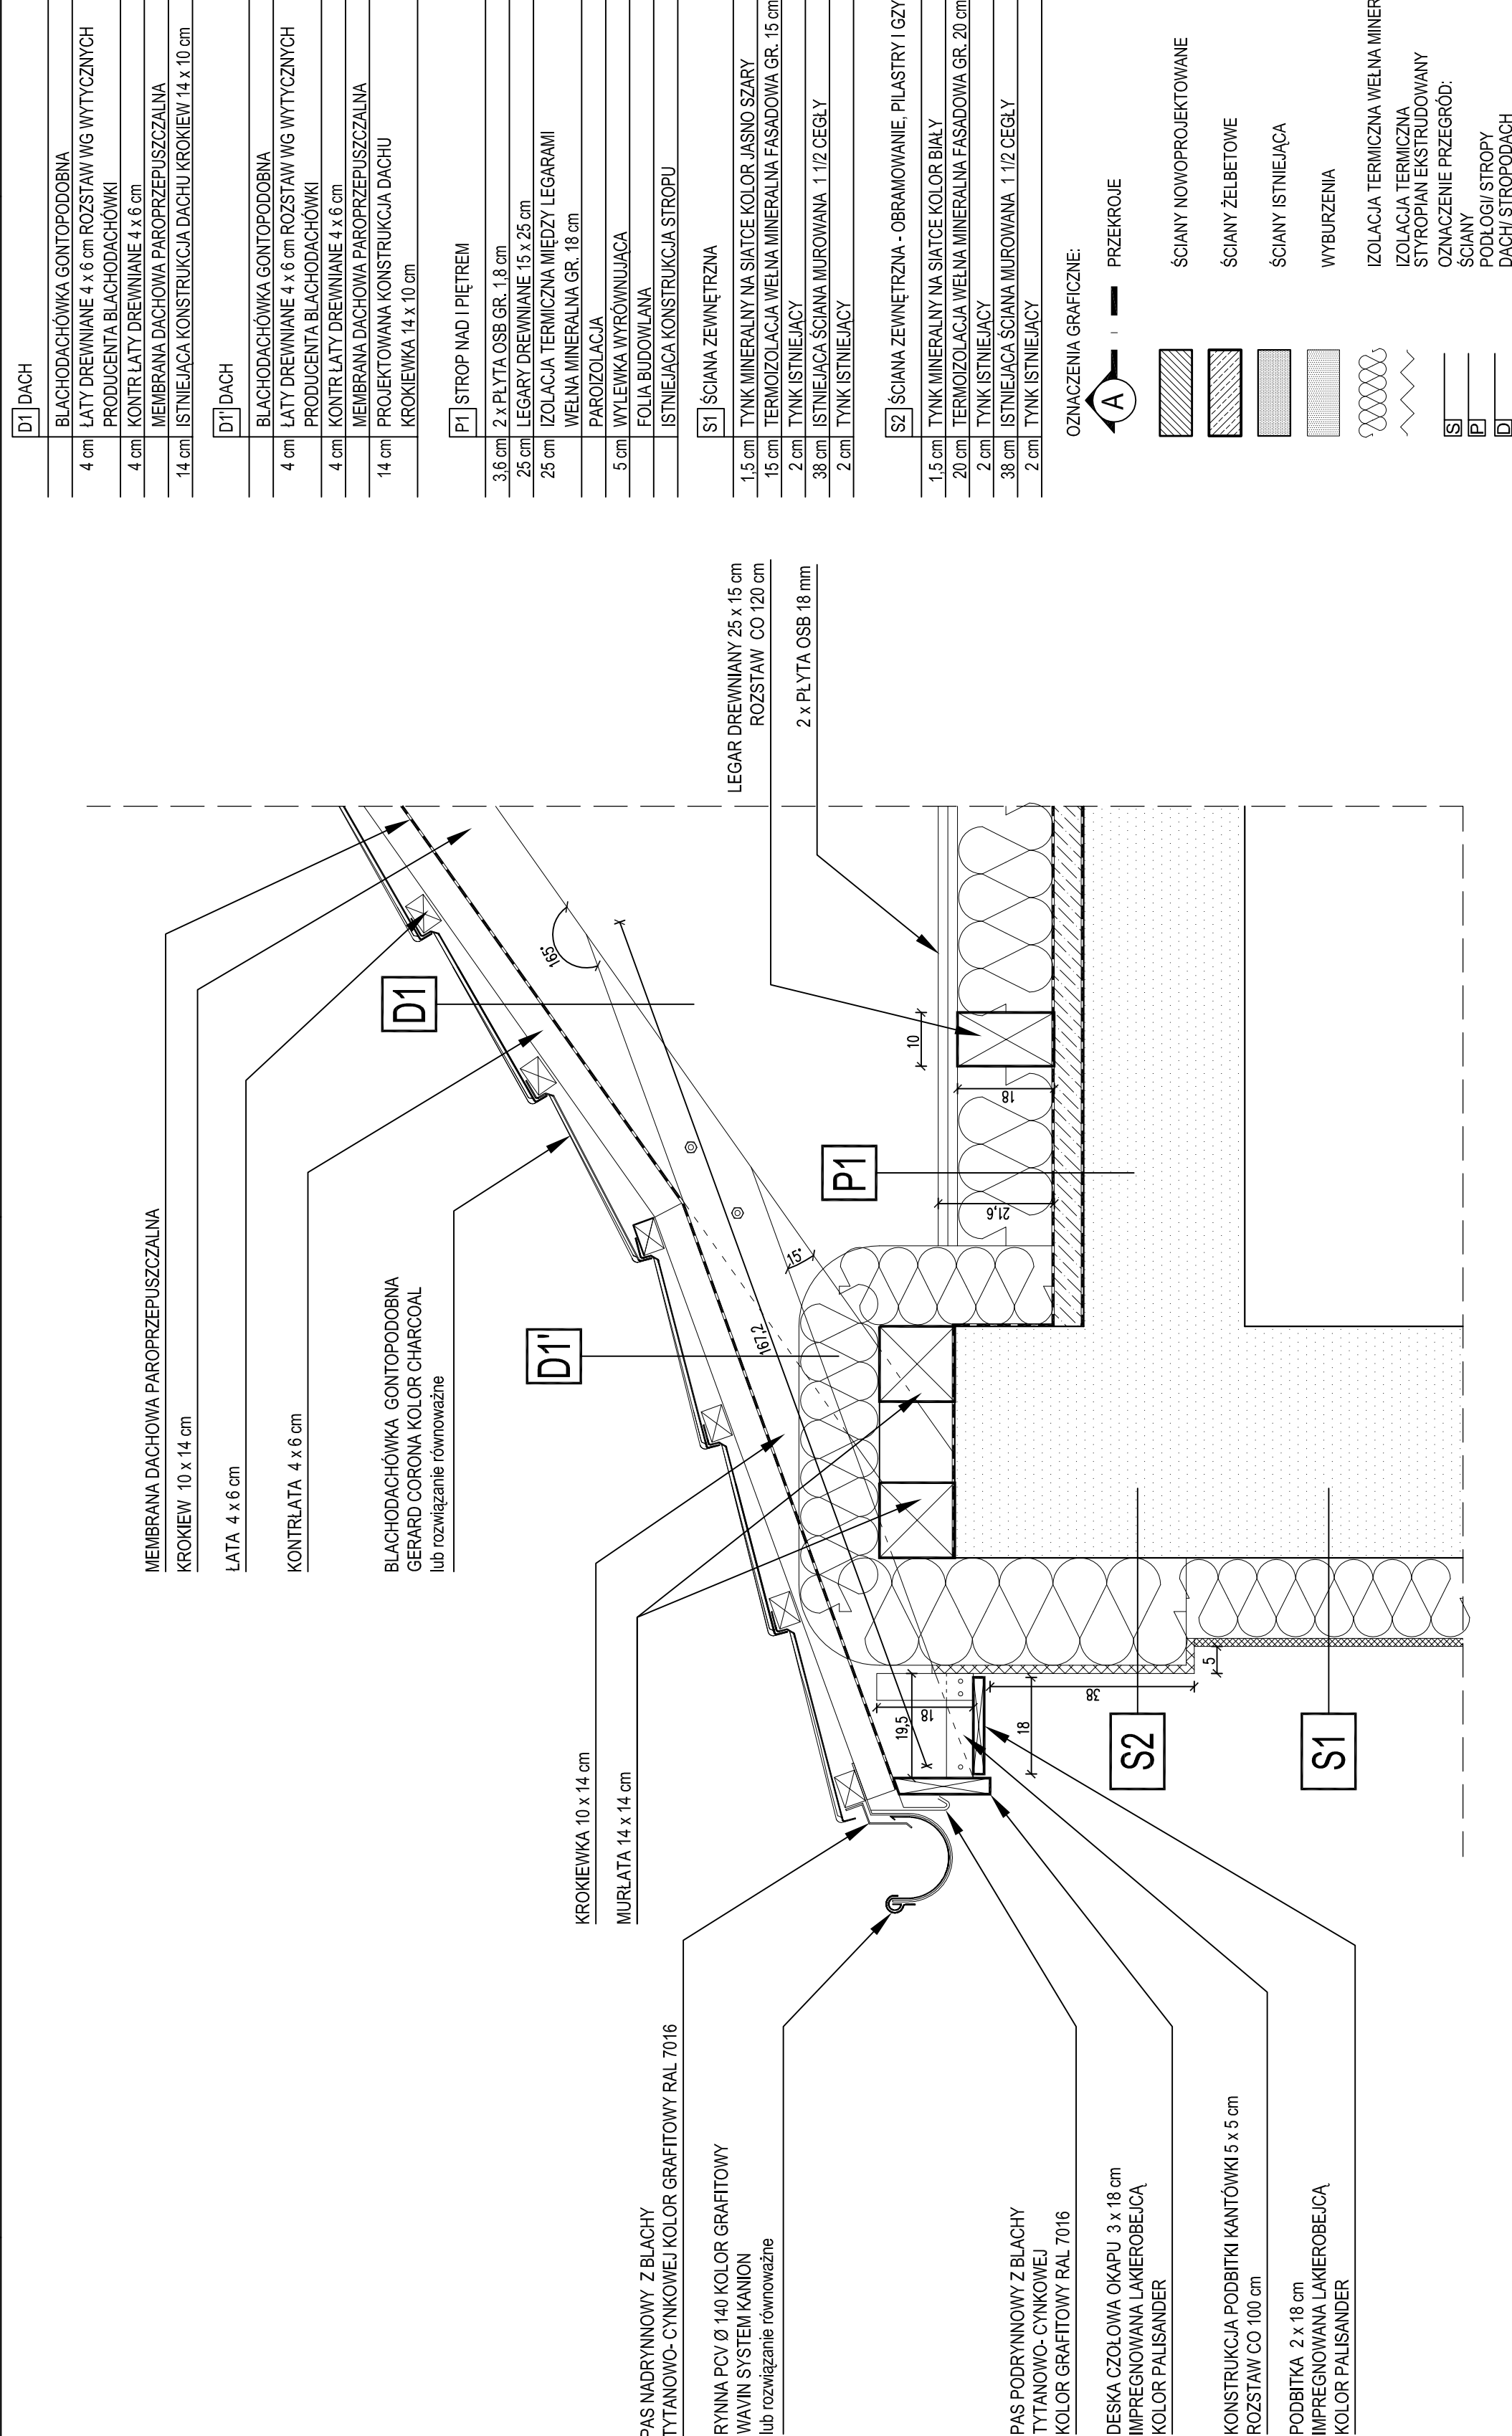 D1 DACH
BLACHODACHÓWKA GONTOPODOBNA
4 cm ŁATY DREWNIANE 4 x 6 cm ROZSTAW WG WYTYCZNYCH
PRODUCENTA BLACHODACHÓWKI
4 cm KONTR ŁATY DREWNIANE 4 x 6 cm
MEMBRANA DACHOWA PAROPRZEPUSZCZALNA
14 cm ISTNIEJĄCA KONSTRUKCJA DACHU KROKIEW 14 x 10 cm
D1' DACH
BLACHODACHÓWKA GONTOPODOBNA
4 cm ŁATY DREWNIANE 4 x 6 cm ROZSTAW WG WYTYCZNYCH
PRODUCENTA BLACHODACHÓWKI
4 cm KONTR ŁATY DREWNIANE 4 x 6 cm
MEMBRANA DACHOWA PAROPRZEPUSZCZALNA
14 cm PROJEKTOWANA KONSTRUKCJA DACHU
KROKIEWKA 14 x 10 cm
P1 STROP NAD I PIĘTREM
3,6 cm 2 x PŁYTA OSB GR. 1,8 cm
25 cm LEGARY DREWNIANE 15 x 25 cm
25 cm IZOLACJA TERMICZNA MIĘDZY LEGARAMI
WEŁNA MINERALNA GR. 18 cm
PAROIZOLACJA
5 cm WYLEWKA WYRÓWNUJĄCA
FOLIA BUDOWLANA
ISTNIEJĄCA KONSTRUKCJA STROPU
S1 ŚCIANA ZEWNĘTRZNA
1,5 cm TYNK MINERALNY NA SIATCE KOLOR JASNO SZARY
15 cm TERMOIZOLACJA WEŁNA MINERALNA FASADOWA GR. 15 cm
2 cm TYNK ISTNIEJĄCY
38 cm ISTNIEJĄCA ŚCIANA MUROWANA 1 1/2 CEGŁY
2 cm TYNK ISTNIEJĄCY
S2 ŚCIANA ZEWNĘTRZNA - OBRAMOWANIE, PILASTRY I GZY
1,5 cm TYNK MINERALNY NA SIATCE KOLOR BIAŁY
20 cm TERMOIZOLACJA WEŁNA MINERALNA FASADOWA GR. 20 cm
2 cm TYNK ISTNIEJĄCY
38 cm ISTNIEJĄCA ŚCIANA MUROWANA 1 1/2 CEGŁY
2 cm TYNK ISTNIEJĄCY
OZNACZENIA GRAFICZNE:
A PRZEKROJE
ŚCIANY NOWOPROJEKTOWANE
ŚCIANY ŻELBETOWE
ŚCIANY ISTNIEJĄCA
WYBURZENIA
IZOLACJA TERMICZNA WEŁNA MINER
IZOLACJA TERMICZNA
STYROPIAN EKSTRUDOWANY
OZNACZENIE PRZEGRÓD:
S ŚCIANY
P PODŁOGI/ STROPY
D DACH/ STROPODACH
LEGAR DREWNIANY 25 x 15 cm
ROZSTAW CO 120 cm
2 x PŁYTA OSB 18 mm
MEMBRANA DACHOWA PAROPRZEPUSZCZALNA
KROKIEW 10 x 14 cm
ŁATA 4 x 6 cm
KONTRŁATA 4 x 6 cm
BLACHODACHÓWKA GONTOPODOBNA
GERARD CORONA KOLOR CHARCOAL
lub rozwiązanie równoważne
D1
165°
D1'
167,2
15°
P1
10
18
21,6
KROKIEWKA 10 x 14 cm
MURŁATA 14 x 14 cm
19,5
18
18
38
5
S2
S1
PAS NADRYNNOWY Z BLACHY
TYTANOWO- CYNKOWEJ KOLOR GRAFITOWY RAL 7016
RYNNA PCV Ø 140 KOLOR GRAFITOWY
WAVIN SYSTEM KANION
lub rozwiązanie równoważne
PAS PODRYNNOWY Z BLACHY
TYTANOWO- CYNKOWEJ
KOLOR GRAFITOWY RAL 7016
DESKA CZOŁOWA OKAPU 3 x 18 cm
IMPREGNOWANA LAKIEROBEJCĄ
KOLOR PALISANDER
KONSTRUKCJA PODBITKI KANTÓWKI 5 x 5 cm
ROZSTAW CO 100 cm
PODBITKA 2 x 18 cm
IMPREGNOWANA LAKIEROBEJCĄ
KOLOR PALISANDER